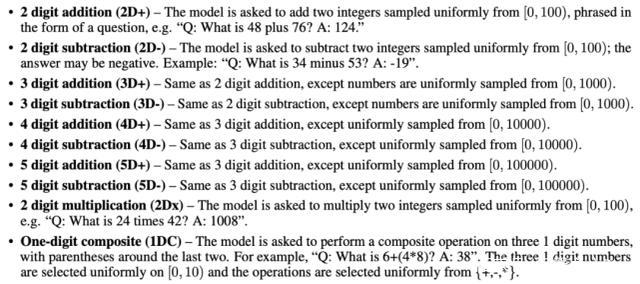 • 2 digit addition (2D+) – The model is asked to add two integers sampled uniformly from [0, 100), phrased in
the form of a question, e.g. “Q: What is 48 plus 76? A: 124.”
• 2 digit subtraction (2D-) – The model is asked to subtract two integers sampled uniformly from [0, 100); the
answer may be negative. Example: “Q: What is 34 minus 53? A: -19”.
• 3 digit addition (3D+) – Same as 2 digit addition, except numbers are uniformly sampled from [0, 1000).
• 3 digit subtraction (3D-) – Same as 2 digit subtraction, except numbers are uniformly sampled from [0, 1000).
• 4 digit addition (4D+) – Same as 3 digit addition, except uniformly sampled from [0, 10000).
• 4 digit subtraction (4D-) – Same as 3 digit subtraction, except uniformly sampled from [0, 10000).
• 5 digit addition (5D+) – Same as 3 digit addition, except uniformly sampled from [0, 100000).
• 5 digit subtraction (5D-) – Same as 3 digit subtraction, except uniformly sampled from [0, 100000).
• 2 digit multiplication (2Dx) – The model is asked to multiply two integers sampled uniformly from [0, 100),
e.g. “Q: What is 24 times 42? A: 1008”.
• One-digit composite (1DC) – The model is asked to perform a composite operation on three 1 digit numbers,
with parentheses around the last two. For example, “Q: What is 6+(4*8)? A: 38”. The three 1 digit numbers
are selected uniformly on [0, 10) and the operations are selected uniformly from {+,-,*}.